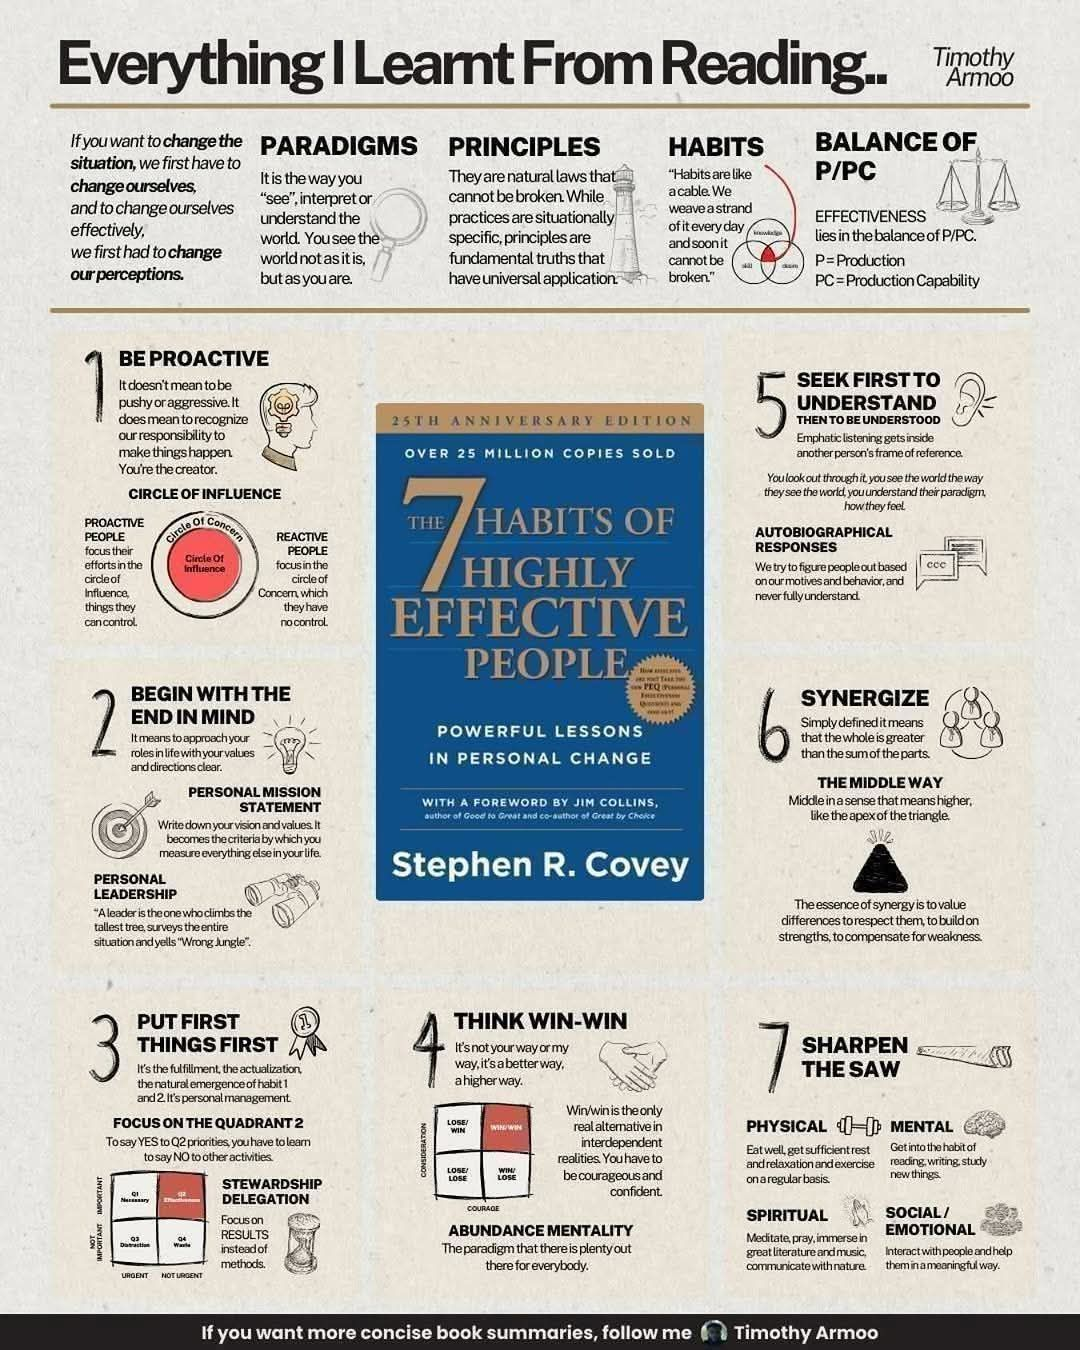 Everything I Learnt From Reading..
Timothy
Armoo
If you want to change the
situation, we first have to
change ourselves,
and to change ourselves
effectively,
we first had to change
our perceptions.
PARADIGMS
It is the way you
“see”, interpret or
understand the
world. You see the
world not as it is,
but as you are.
PRINCIPLES
They are natural laws that
cannot be broken. While
practices are situationally
specific, principles are
fundamental truths that
have universal application.
HABITS
“Habits are like
a cable. We
weave a strand
of it every day
and soon it
cannot be
broken.”
knowledge
skill
desire
BALANCE OF
P/PC
EFFECTIVENESS
lies in the balance of P/PC.
P = Production
PC = Production Capability
1
BE PROACTIVE
It doesn't mean to be
pushy or aggressive. It
does mean to recognize
our responsibility to
make things happen.
You're the creator.
CIRCLE OF INFLUENCE
PROACTIVE
PEOPLE
focus their
efforts in the
circle of
Influence,
things they
can control.
Circle Of Concern
Circle Of
Influence
REACTIVE
PEOPLE
focus in the
circle of
Concern, which
they have
no control.
2
BEGIN WITH THE
END IN MIND
It means to approach your
roles in life with your values
and directions clear.
PERSONAL MISSION
STATEMENT
Write down your vision and values. It
becomes the criteria by which you
measure everything else in your life.
PERSONAL
LEADERSHIP
“A leader is the one who climbs the
tallest tree, surveys the entire
situation and yells “Wrong Jungle”.
3
PUT FIRST
THINGS FIRST
It's the fulfillment, the actualization,
the natural emergence of habit 1
and 2. It's personal management.
FOCUS ON THE QUADRANT 2
To say YES to Q2 priorities, you have to learn
to say NO to other activities.
IMPORTANT
NOT
IMPORTANT
Q1
Necessary
Q2
Effectiveness
Q3
Distraction
Q4
Waste
URGENT
NOT URGENT
STEWARDSHIP
DELEGATION
Focus on
RESULTS
instead of
methods.
25TH ANNIVERSARY EDITION
OVER 25 MILLION COPIES SOLD
THE 7 HABITS OF
HIGHLY
EFFECTIVE
PEOPLE
HOW EFFECTIVE
ARE YOU? TAKE THE
NEW PEQ (PERSONAL
EFFECTIVENESS
QUOTIENT) AND
FIND OUT!
POWERFUL LESSONS
IN PERSONAL CHANGE
WITH A FOREWORD BY JIM COLLINS,
author of Good to Great and co-author of Great by Choice
Stephen R. Covey
4
THINK WIN-WIN
It's not your way or my
way, it's a better way,
a higher way.
CONSIDERATION
LOSE/
WIN
WIN/WIN
LOSE/
LOSE
WIN/
LOSE
COURAGE
Win/win is the only
real alternative in
interdependent
realities. You have to
be courageous and
confident.
ABUNDANCE MENTALITY
The paradigm that there is plenty out
there for everybody.
5
SEEK FIRST TO
UNDERSTAND
THEN TO BE UNDERSTOOD
Emphatic listening gets inside
another person's frame of reference.
You look out through it, you see the world the way
they see the world, you understand their paradigm,
how they feel.
AUTOBIOGRAPHICAL
RESPONSES
We try to figure people out based
on our motives and behavior, and
never fully understand.
ccc
6
SYNERGIZE
Simply defined it means
that the whole is greater
than the sum of the parts.
THE MIDDLE WAY
Middle in a sense that means higher,
like the apex of the triangle.
The essence of synergy is to value
differences to respect them, to build on
strengths, to compensate for weakness.
7
SHARPEN
THE SAW
PHYSICAL
Eat well, get sufficient rest
and relaxation and exercise
on a regular basis.
MENTAL
Get into the habit of
reading, writing, study
new things.
SPIRITUAL
Meditate, pray, immerse in
great literature and music,
communicate with nature.
SOCIAL /
EMOTIONAL
Interact with people and help
them in a meaningful way.
If you want more concise book summaries, follow me Timothy Armoo